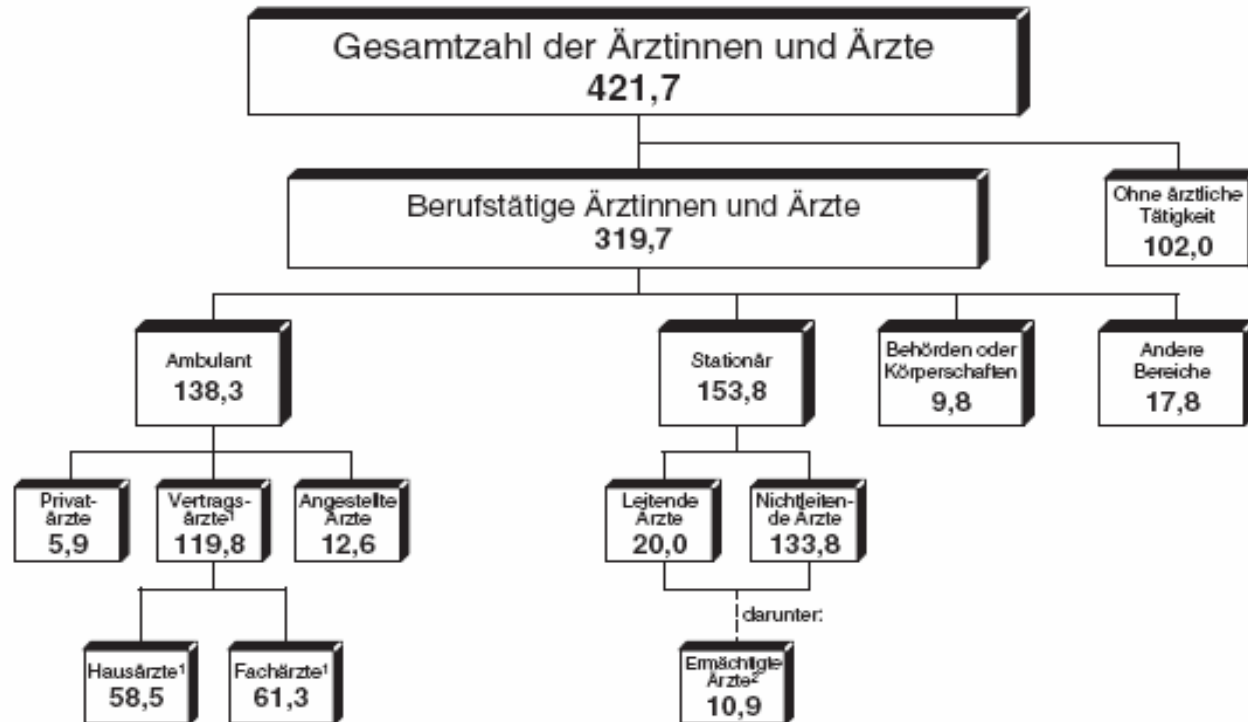 Gesamtzahl der Ärztinnen und Ärzte
421,7
Berufstätige Ärztinnen und Ärzte
319,7
Ohne ärztliche
Tätigkeit
102,0
Ambulant
138,3
Stationär
153,8
Behörden oder
Körperschaften
9,8
Andere
Bereiche
17,8
Privat-
ärzte
5,9
Vertrags-
ärzte¹
119,8
Angestellte
Ärzte
12,6
Leitende
Ärzte
20,0
Nichtleiten-
de Ärzte
133,8
darunter:
Hausärzte¹
58,5
Fachärzte¹
61,3
Ermächtigte
Ärzte²
10,9